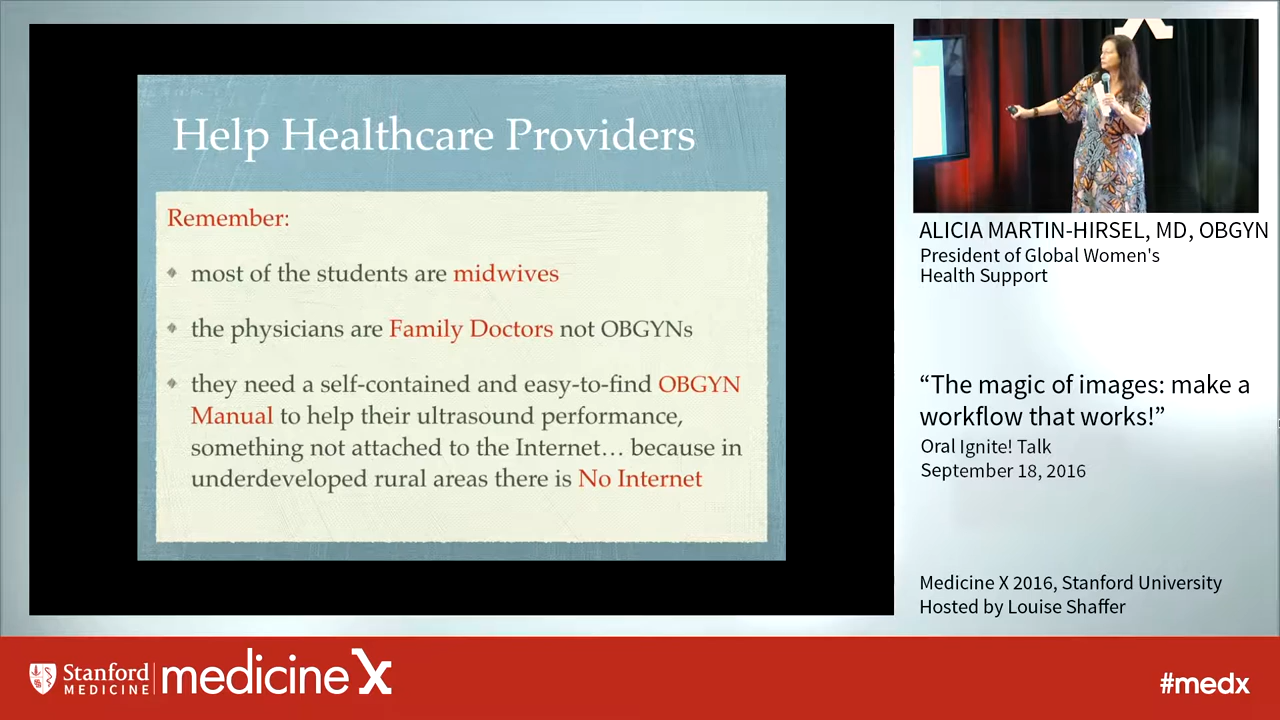 Help Healthcare Providers
Remember:
most of the students are midwives
the physicians are Family Doctors not OBGYNs
they need a self-contained and easy-to-find OBGYN
Manual to help their ultrasound performance,
something not attached to the Internet… because in
underdeveloped rural areas there is No Internet
ALICIA MARTIN-HIRSEL, MD, OBGYN
President of Global Women's
Health Support
“The magic of images: make a
workflow that works!”
Oral Ignite! Talk
September 18, 2016
Medicine X 2016, Stanford University
Hosted by Louise Shaffer
Stanford
MEDICINE
medicine X
#medx